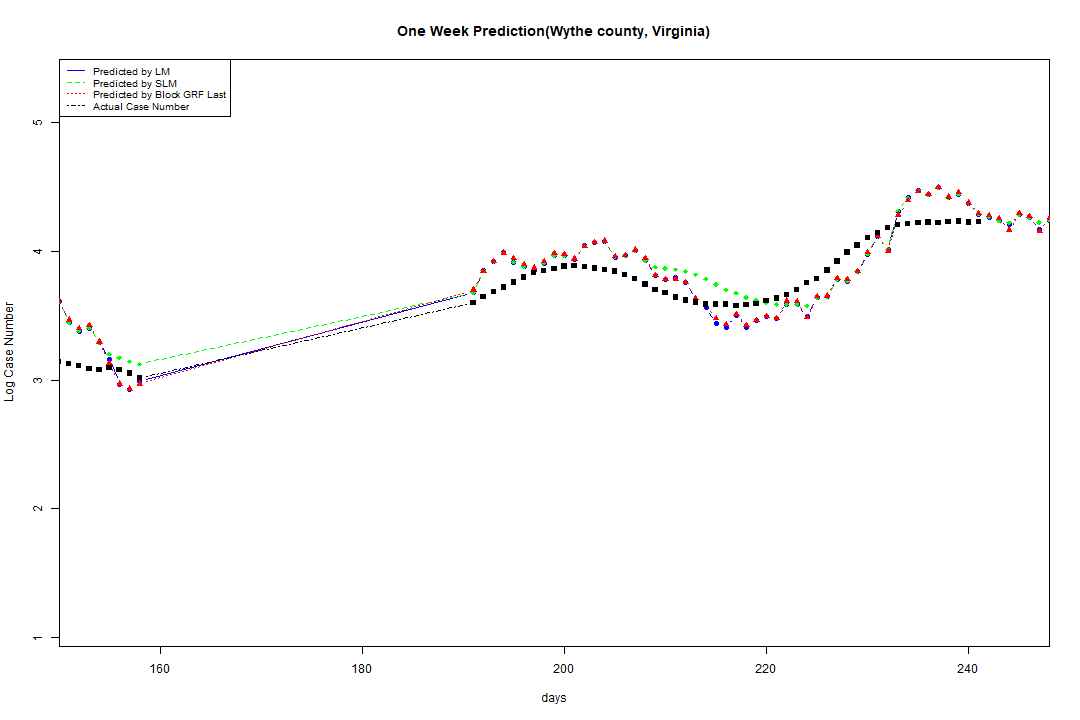 One Week Prediction(Wythe county, Virginia)
Predicted by LM
Predicted by SLM
Predicted by Block GRF Last
Actual Case Number
5
4
3
2
1
Log Case Number
160 180 200 220 240
days